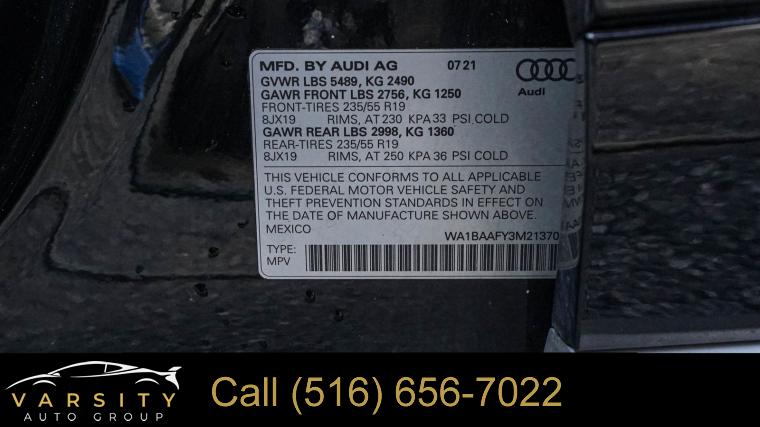 MFD. BY AUDI AG 07 21
GVWR LBS 5489, KG 2490
GAWR FRONT LBS 2756, KG 1250
FRONT-TIRES 235/55 R19
8JX19 RIMS, AT 230 KPA 33 PSI COLD
GAWR REAR LBS 2998, KG 1360
REAR-TIRES 235/55 R19
8JX19 RIMS, AT 250 KPA 36 PSI COLD
Audi
THIS VEHICLE CONFORMS TO ALL APPLICABLE
U.S. FEDERAL MOTOR VEHICLE SAFETY AND
THEFT PREVENTION STANDARDS IN EFFECT ON
THE DATE OF MANUFACTURE SHOWN ABOVE.
MEXICO
WA1BAAFY3M21370
TYPE:
MPV
VARSITY
AUTO GROUP
Call (516) 656-7022